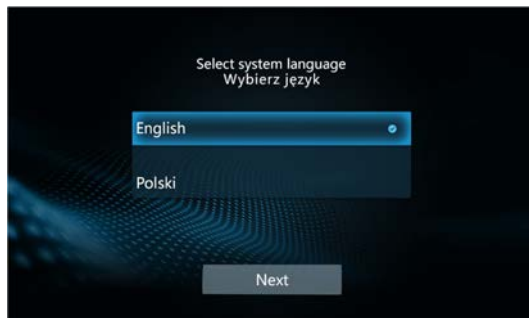 Select system language
Wybierz język
English
Polski
Next